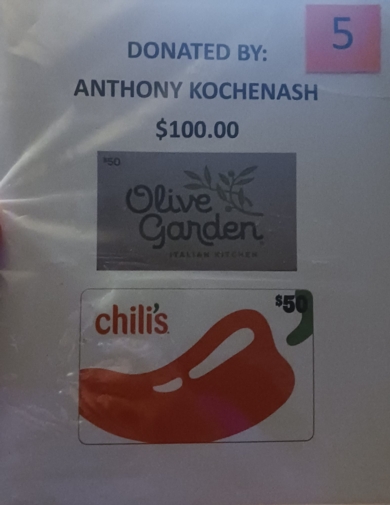 5
DONATED BY:
ANTHONY KOCHENASH
$100.00
$50
Olive
Garden
ITALIAN KITCHEN
chili's
$50